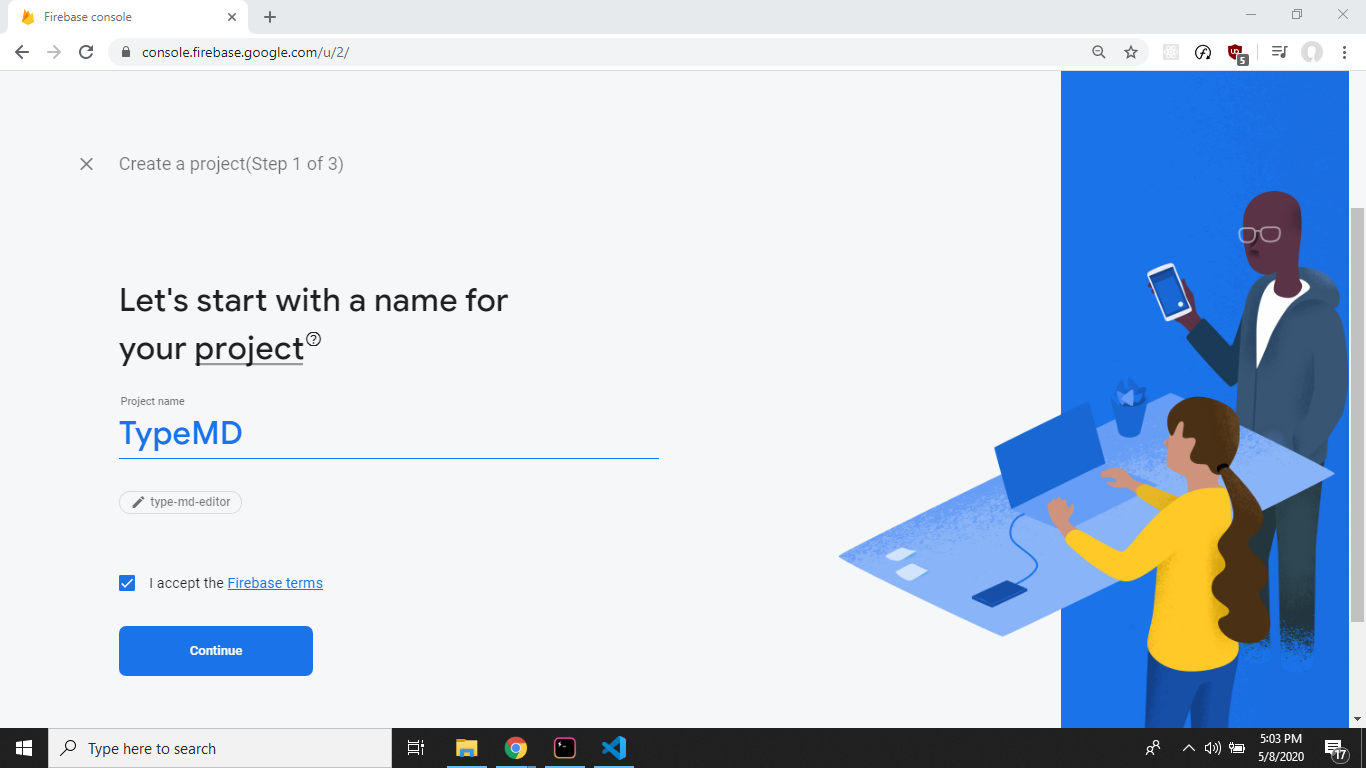 Firebase console
console.firebase.google.com/u/2/
5
Create a project(Step 1 of 3)
Let's start with a name for
your project
Project name
TypeMD
type-md-editor
I accept the Firebase terms
Continue
Type here to search
5:03 PM
5/8/2020
17